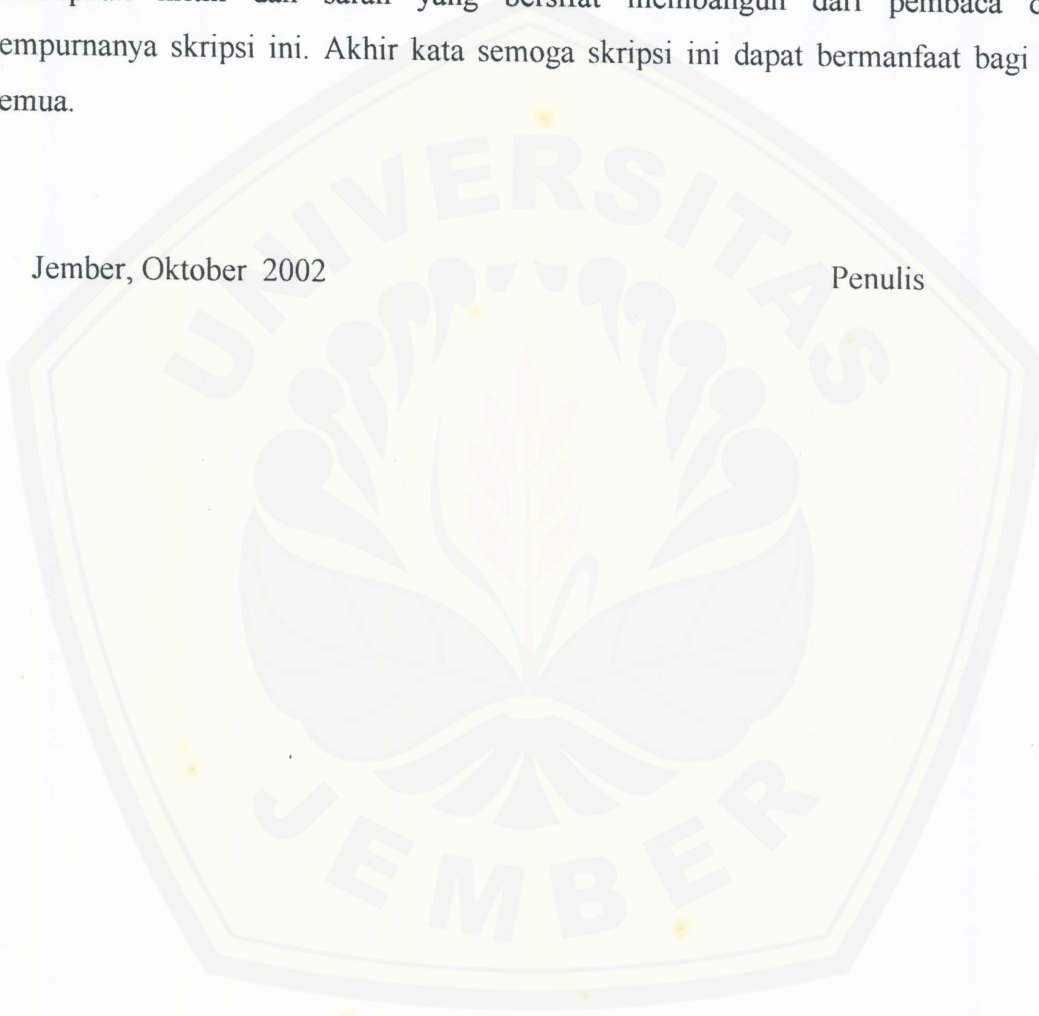 dan saran yang bersifat membangun dari pembaca
empurnanya skripsi ini. Akhir kata semoga skripsi ini dapat bermanfaat bagi
emua.
Jember, Oktober 2002 Penulis
UNIVERSITAS
JEMBER